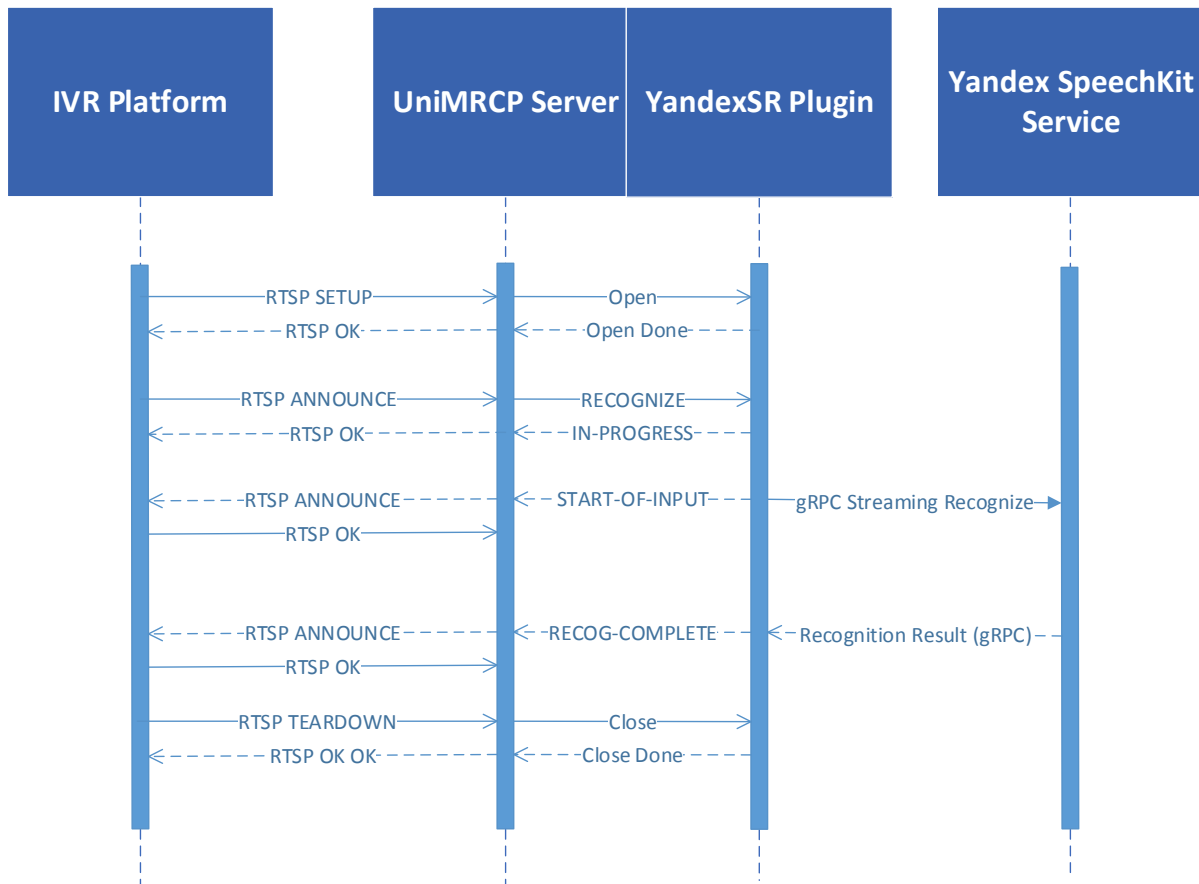 IVR Platform
UniMRCP Server
YandexSR Plugin
Yandex SpeechKit
Service
RTSP SETUP
Open
RTSP OK
Open Done
RTSP ANNOUNCE
RECOGNIZE
RTSP OK
IN-PROGRESS
RTSP ANNOUNCE
START-OF-INPUT
gRPC Streaming Recognize
RTSP OK
RTSP ANNOUNCE
RECOG-COMPLETE
Recognition Result (gRPC)
RTSP OK
RTSP TEARDOWN
Close
RTSP OK OK
Close Done